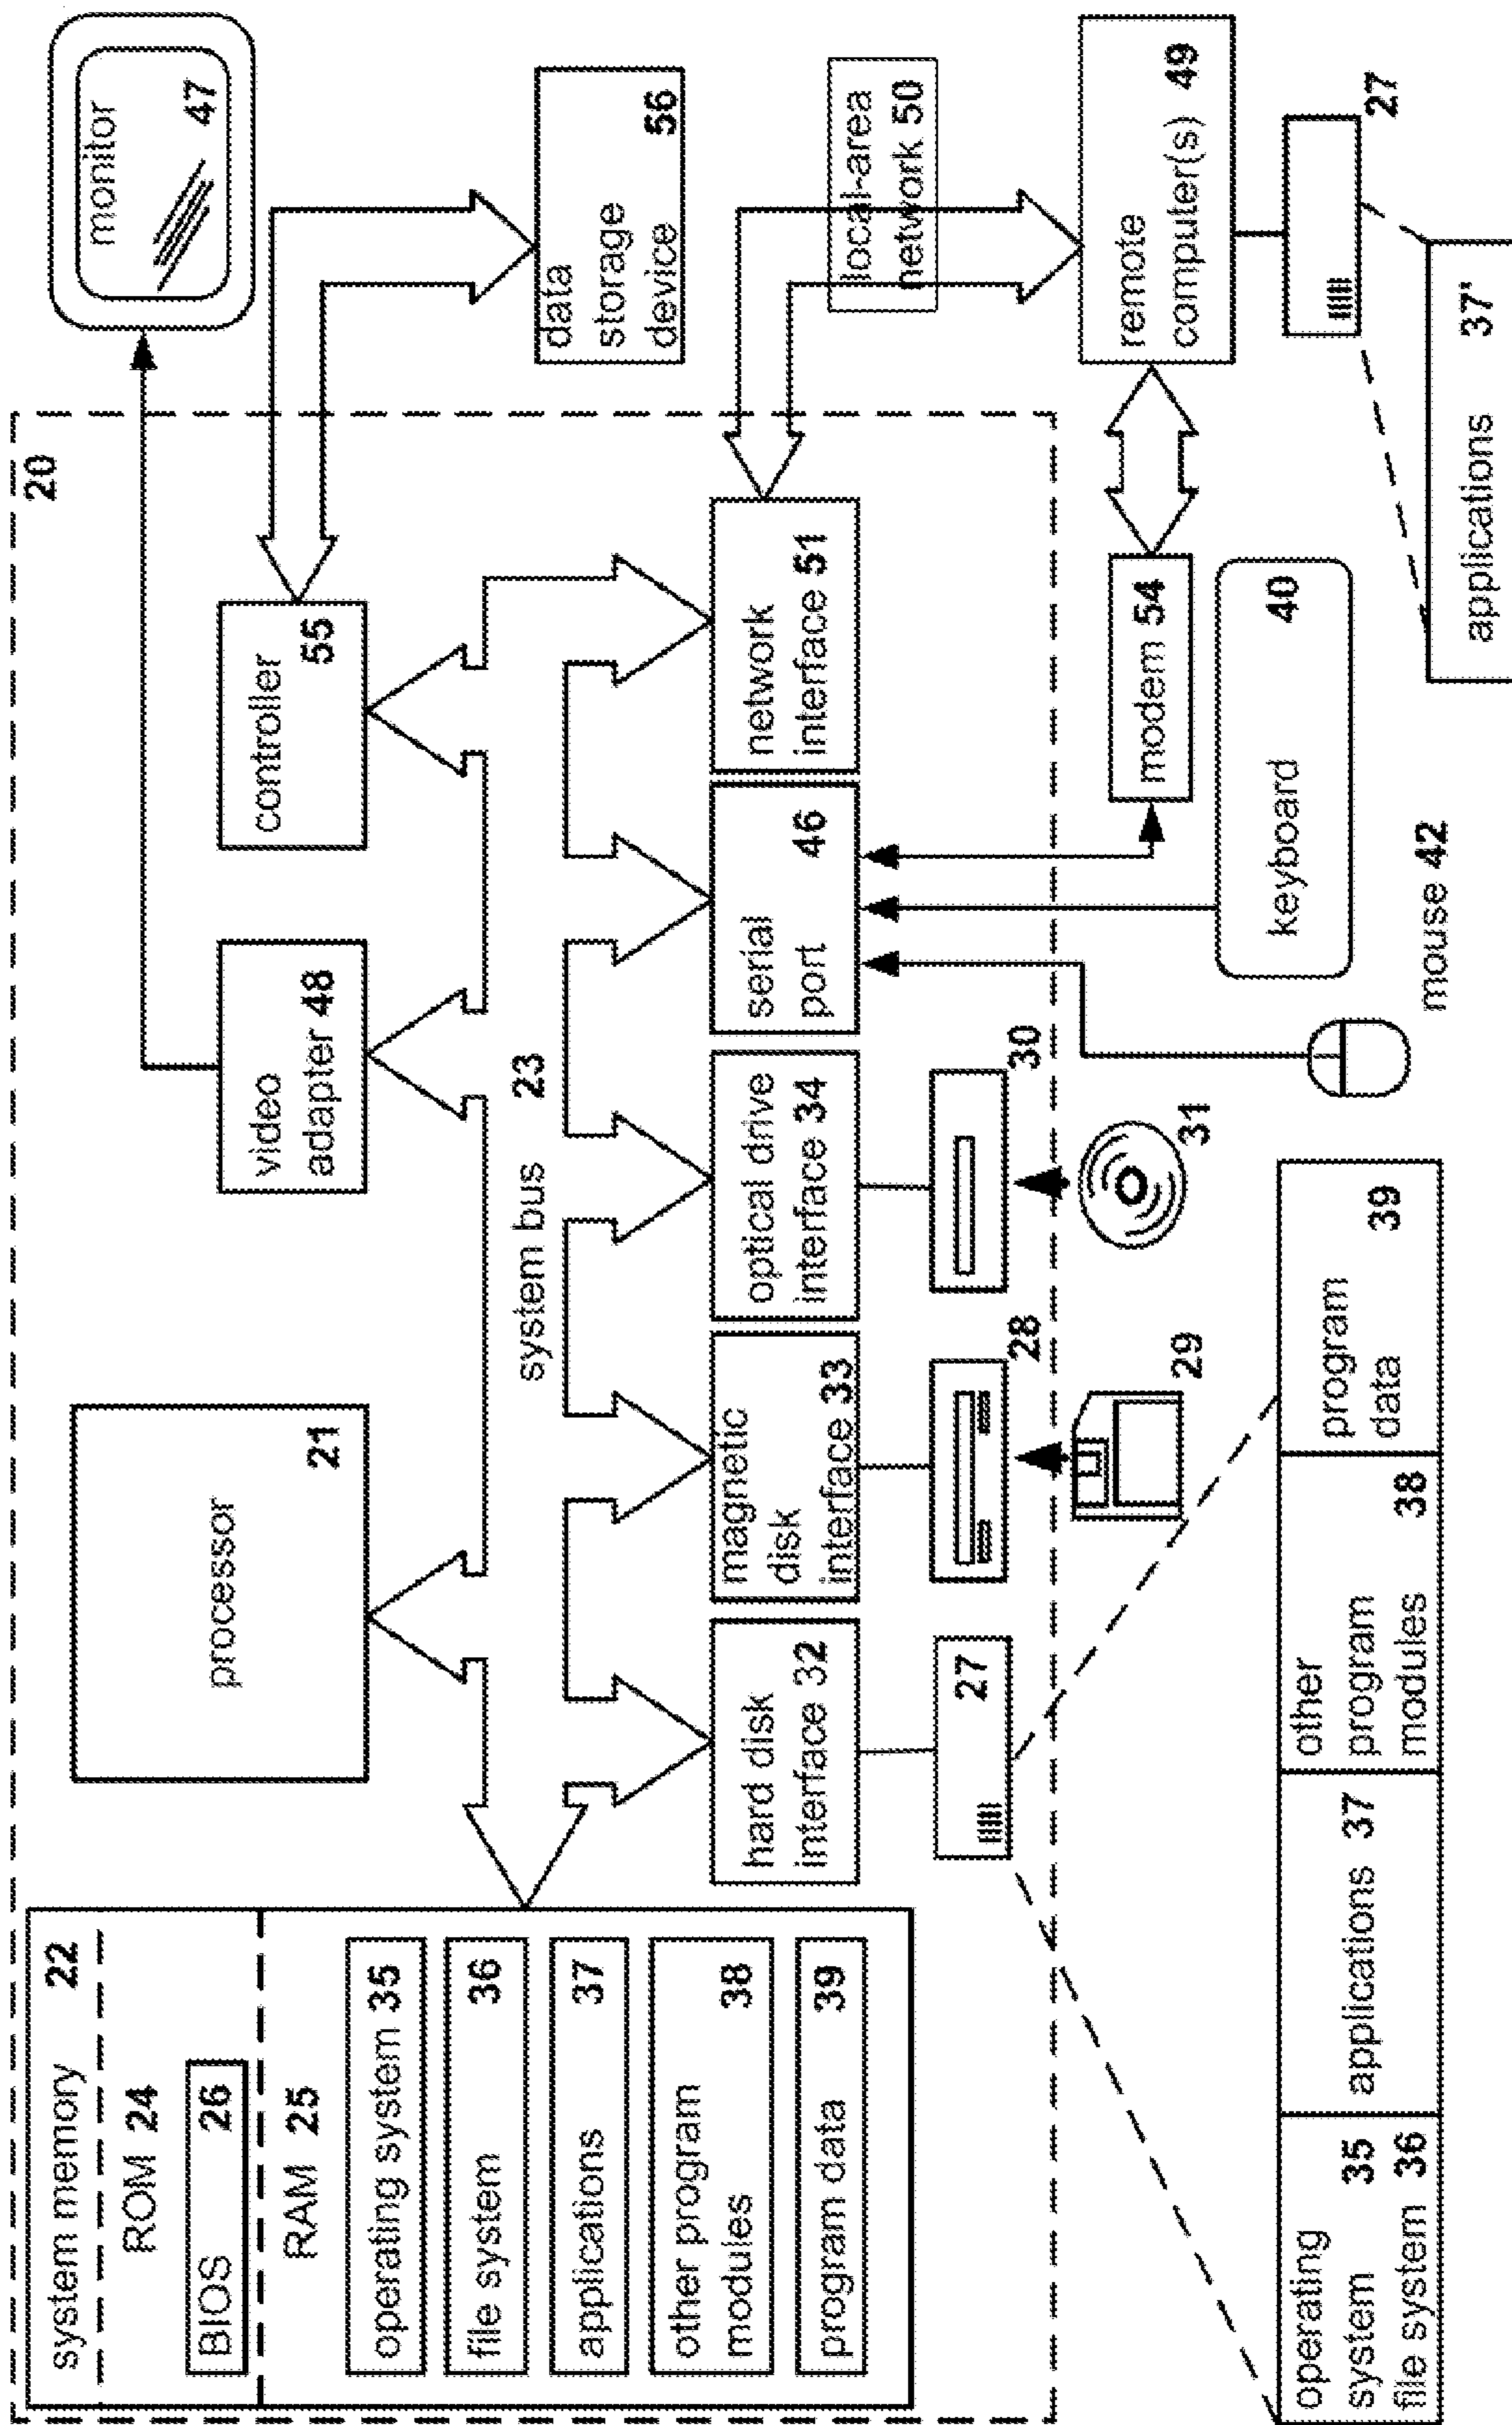 20
system memory 22
ROM 24
BIOS 26
RAM 25
operating system 35
file system 36
applications 37
other program
modules 38
program data 39
processor
21
video
adapter 48
controller
55
monitor
47
system bus 23
data
storage
device 56
hard disk
interface 32
magnetic
disk
interface 33
optical drive
interface 34
serial
port 46
network
interface 51
local-area
network 50
27
28
30
29
31
modem 54
remote
computer(s) 49
keyboard
40
mouse 42
27
operating
system 35
file system 36
applications 37
other
program
modules 38
program
data 39
applications 37'